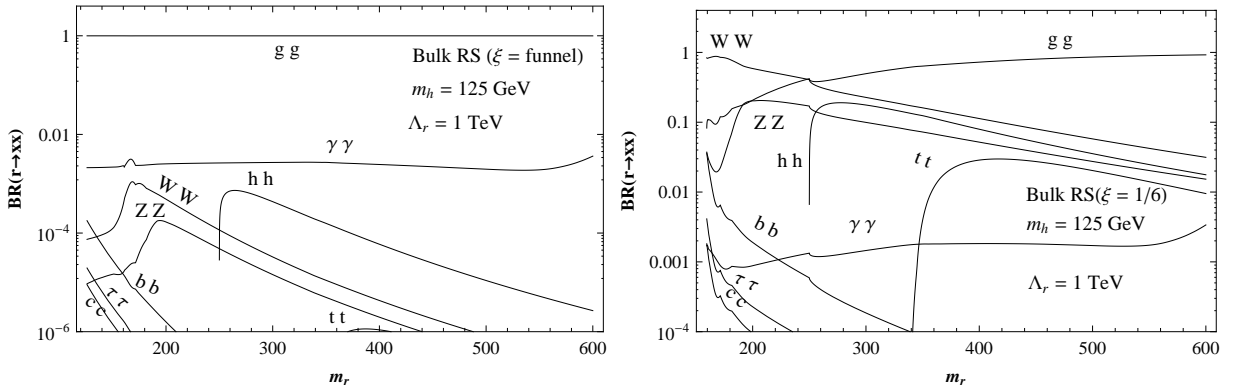 1
0.01
10⁻⁴
10⁻⁶
BR(r→xx)
200 300 400 500 600
m_r
g g
Bulk RS (ξ = funnel)
m_h = 125 GeV
Λ_r = 1 TeV
γ γ
W W
h h
Z Z
b b
τ τ
c c
t t
1
0.1
0.01
0.001
10⁻⁴
BR(r→xx)
200 300 400 500 600
m_r
W W
g g
Z Z
h h
t t
Bulk RS(ξ = 1/6)
m_h = 125 GeV
b b
γ γ
τ τ
c c
Λ_r = 1 TeV